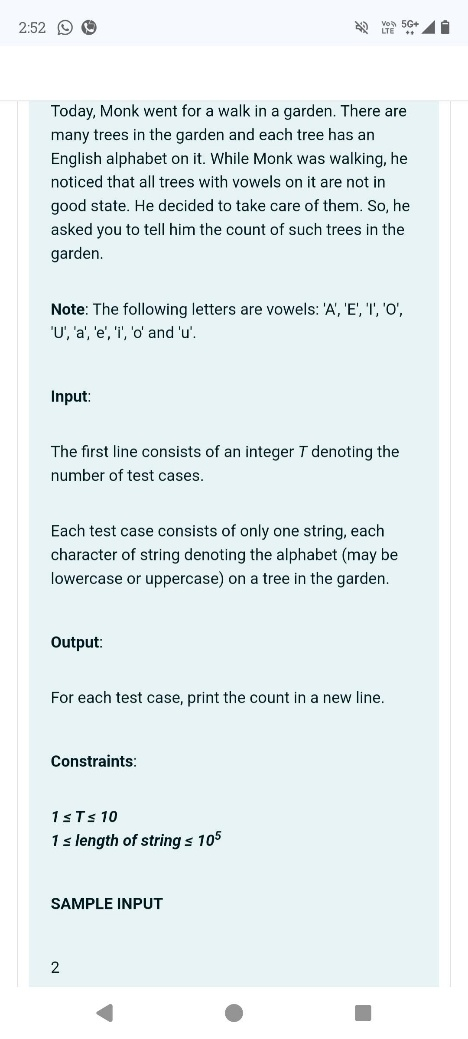 2:52
Vo) 5G+
LTE
Today, Monk went for a walk in a garden. There are
many trees in the garden and each tree has an
English alphabet on it. While Monk was walking, he
noticed that all trees with vowels on it are not in
good state. He decided to take care of them. So, he
asked you to tell him the count of such trees in the
garden.
Note: The following letters are vowels: 'A', 'E', 'I', 'O',
'U', 'a', 'e', 'i', 'o' and 'u'.
Input:
The first line consists of an integer T denoting the
number of test cases.
Each test case consists of only one string, each
character of string denoting the alphabet (may be
lowercase or uppercase) on a tree in the garden.
Output:
For each test case, print the count in a new line.
Constraints:
1 ≤ T ≤ 10
1 ≤ length of string ≤ 10⁵
SAMPLE INPUT
2